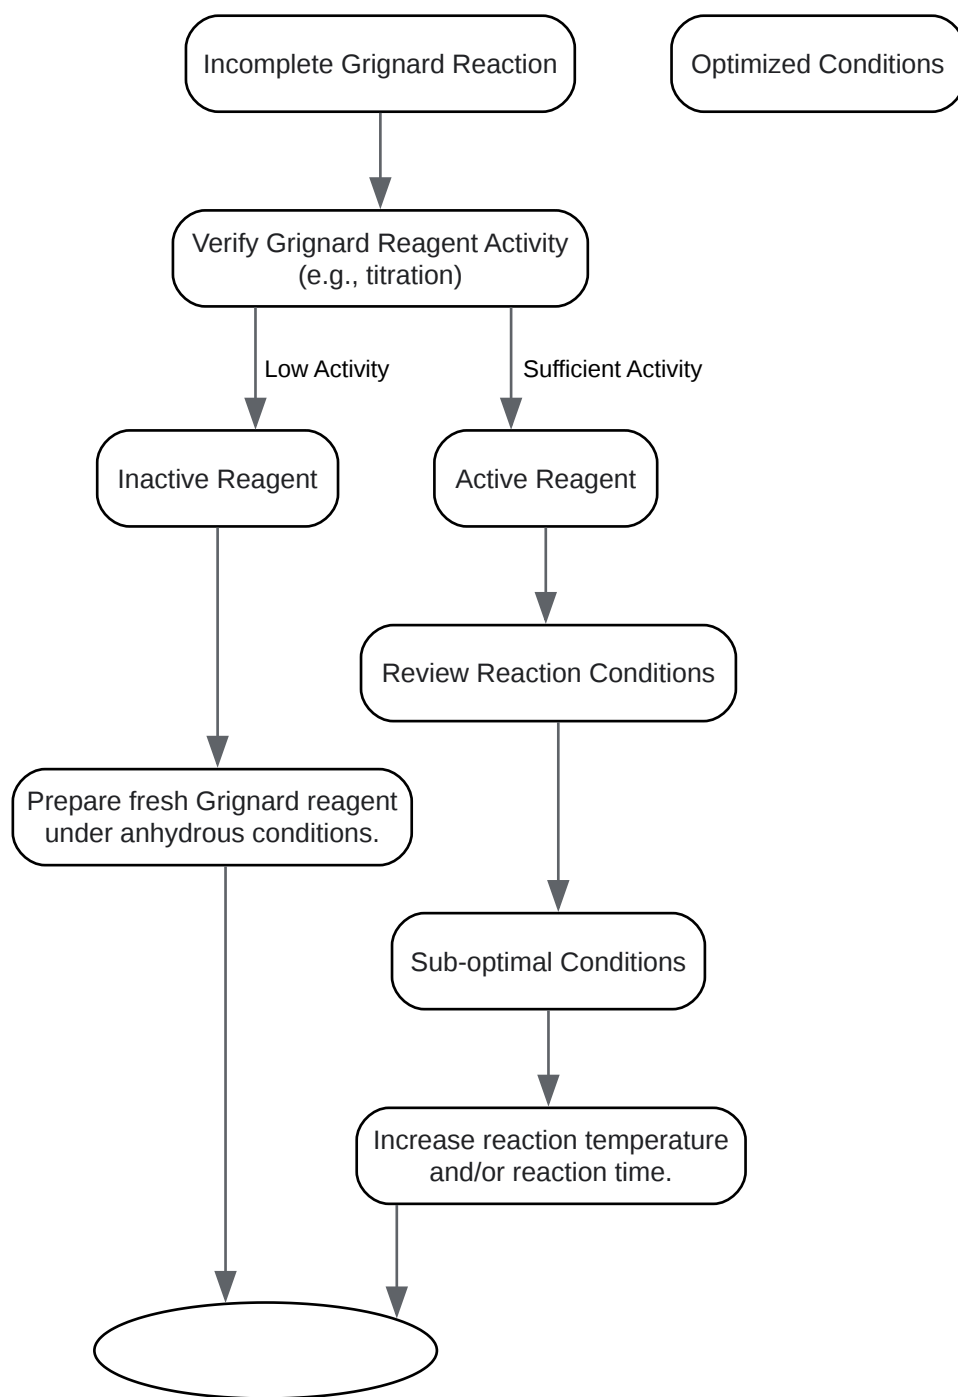 Incomplete Grignard Reaction
Optimized Conditions
Verify Grignard Reagent Activity
(e.g., titration)
Low Activity
Sufficient Activity
Inactive Reagent
Active Reagent
Review Reaction Conditions
Prepare fresh Grignard reagent
under anhydrous conditions.
Sub-optimal Conditions
Increase reaction temperature
and/or reaction time.